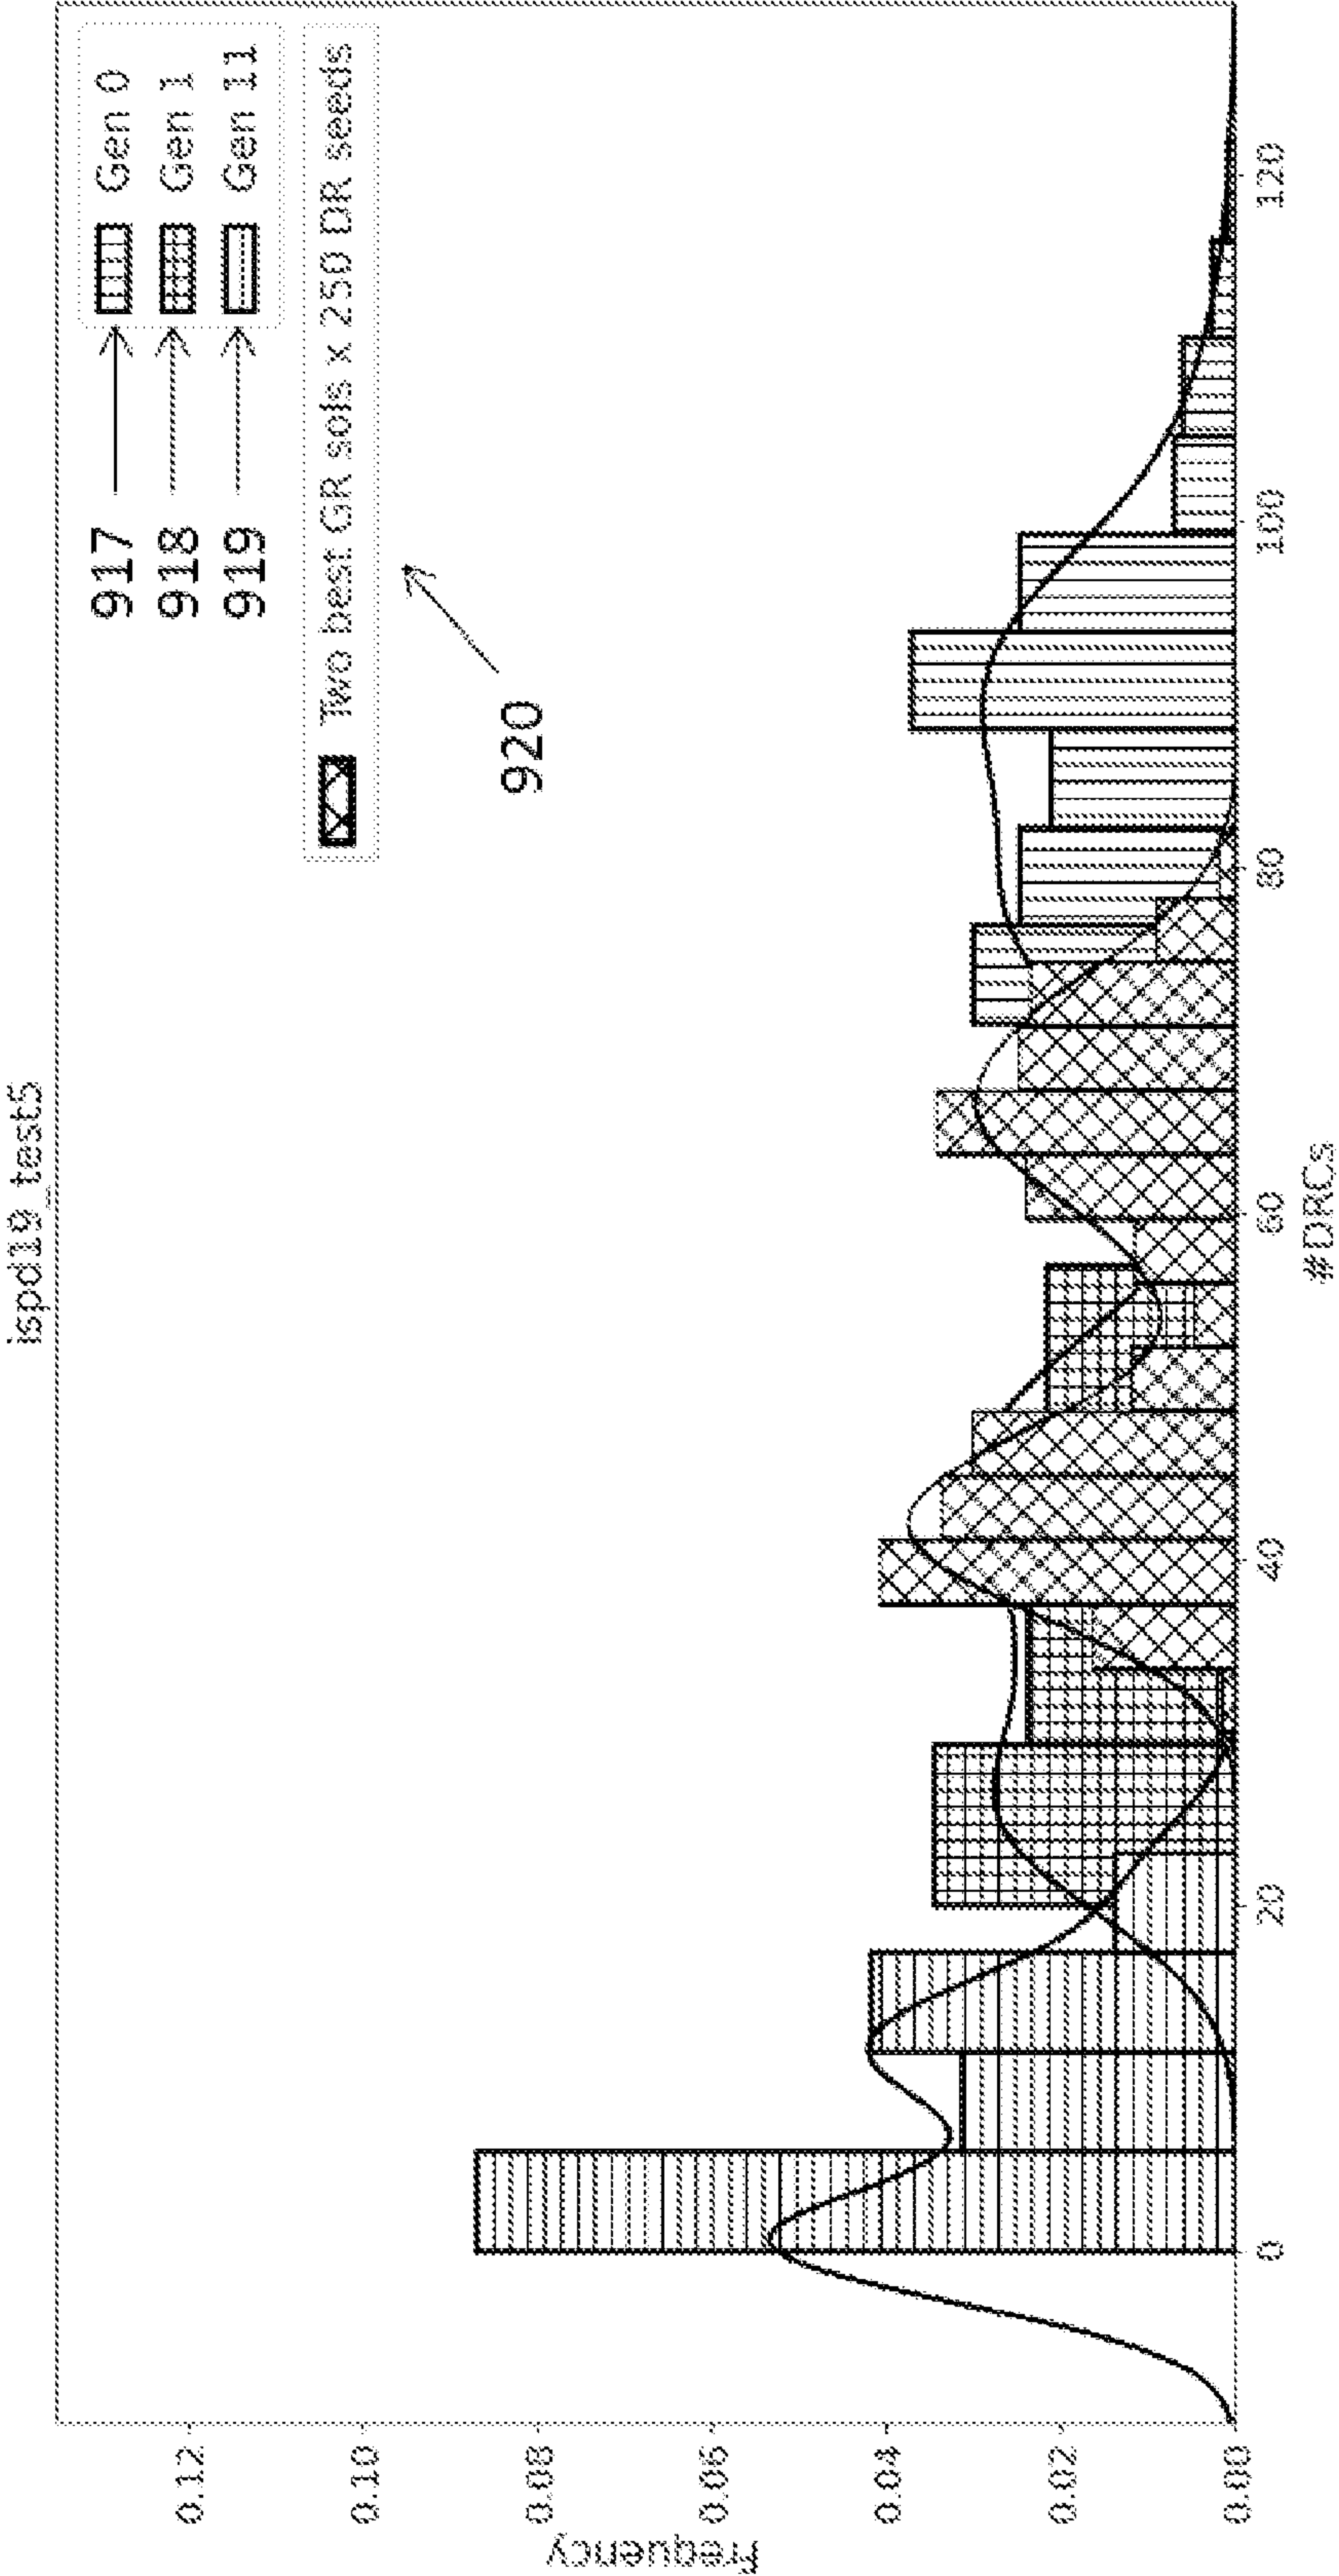 ispd19_test5
917
Gen 0
918
Gen 1
919
Gen 11
Two best GR sols x 250 DR seeds
920
Frequency
0.12
0.10
0.08
0.06
0.04
0.02
0.00
0
20
40
60
80
100
120
#DRCs